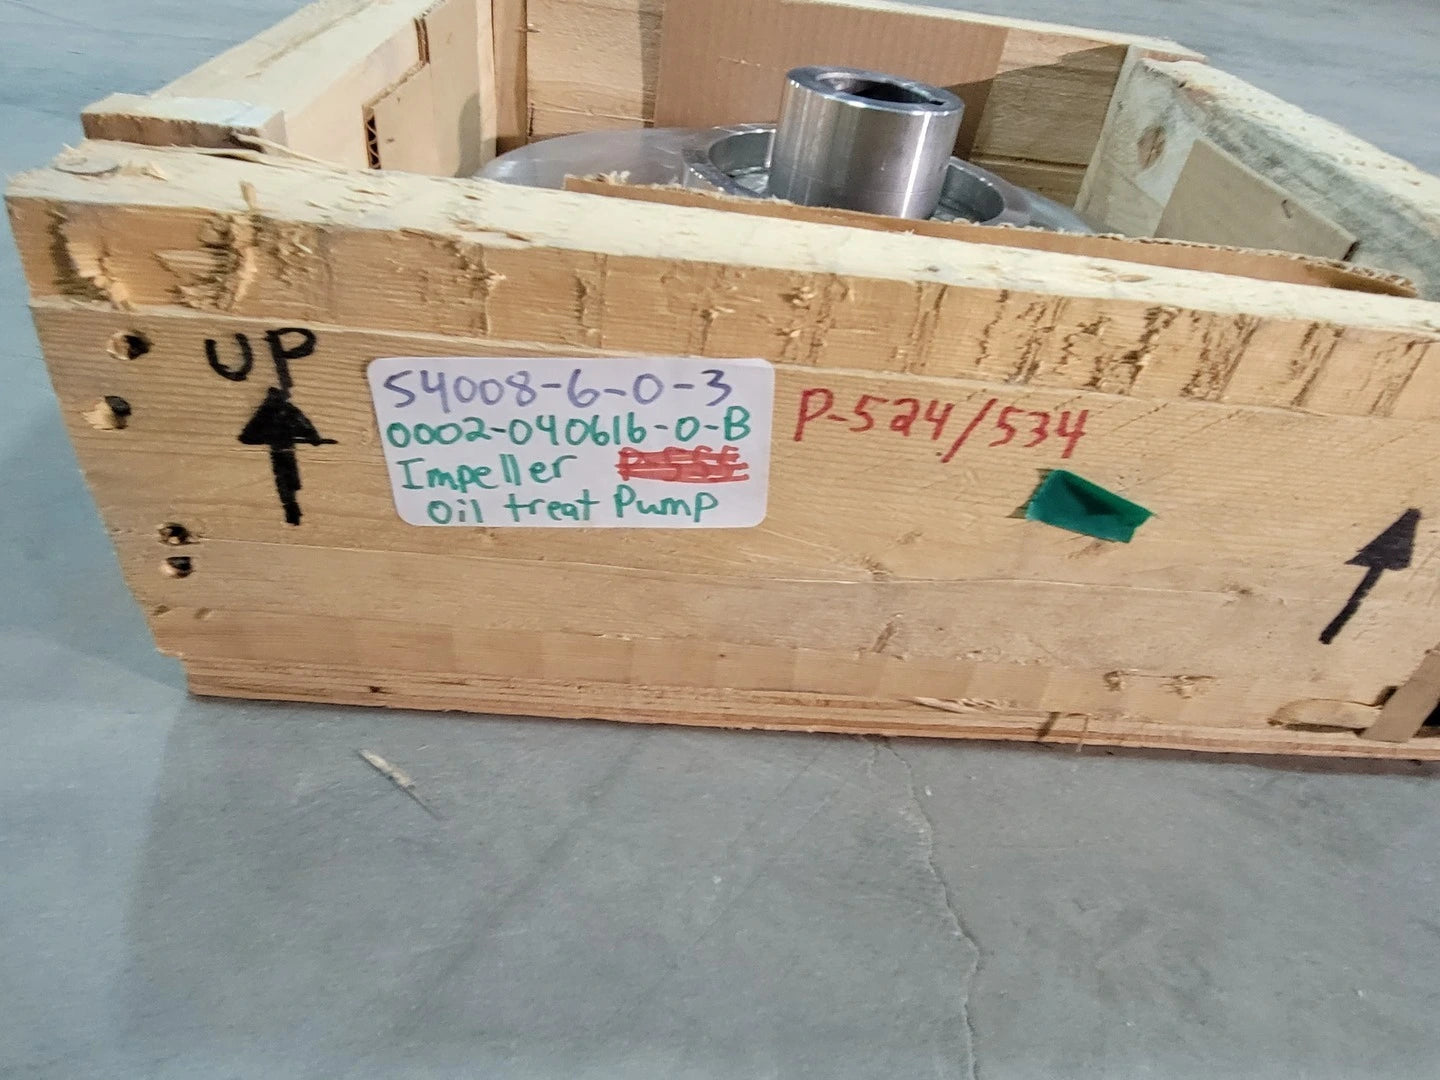 UP
54008-6-0-3
0002-040616-0-B
Impeller
Oil treat Pump
P-524/534